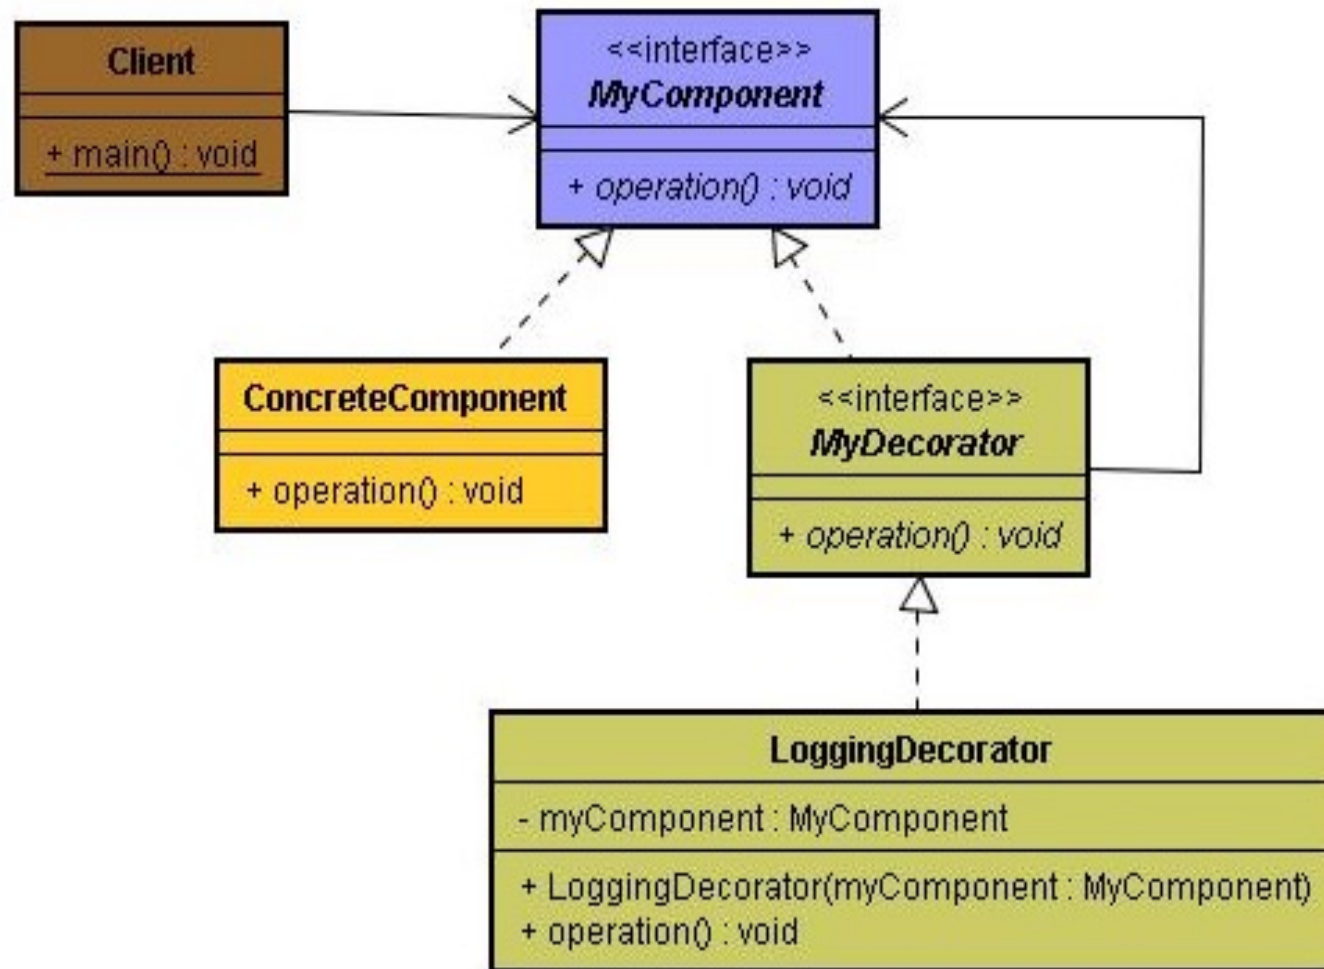 Client
+ main() : void
<<interface>>
MyComponent
+ operation() : void
ConcreteComponent
+ operation() : void
<<interface>>
MyDecorator
+ operation() : void
LoggingDecorator
- myComponent : MyComponent
+ LoggingDecorator(myComponent : MyComponent)
+ operation() : void